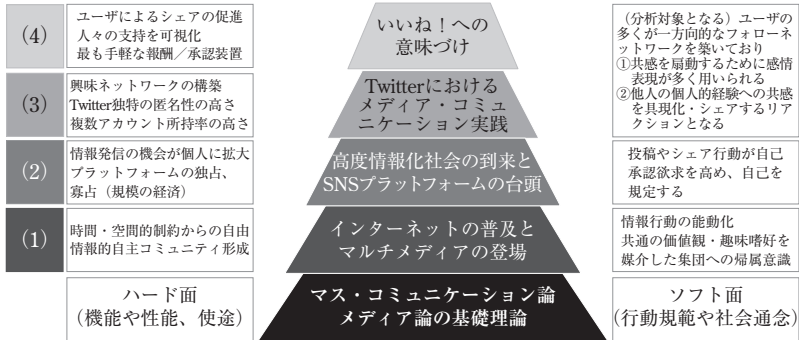 (4)
ユーザによるシェアの促進
人々の支持を可視化
最も手軽な報酬／承認装置
いいね！への
意味づけ
（分析対象となる）ユーザの
多くが一方向的なフォローネ
ットワークを築いており
①共感を扇動するために感情
表現が多く用いられる
②他人の個人的経験への共感
を具現化・シェアするリア
クションとなる
(3)
興味ネットワークの構築
Twitter独特の匿名性の高さ
複数アカウント所持率の高さ
Twitterにおける
メディア・コミュ
ニケーション実践
(2)
情報発信の機会が個人に拡大
プラットフォームの独占、
寡占（規模の経済）
高度情報化社会の到来と
SNSプラットフォームの台頭
投稿やシェア行動が自己
承認欲求を高め、自己を
規定する
(1)
時間・空間的制約からの自由
情報的自主コミュニティ形成
インターネットの普及と
マルチメディアの登場
情報行動の能動化
共通の価値観・趣味嗜好を
媒介した集団への帰属意識
ハード面
（機能や性能、使途）
マス・コミュニケーション論
メディア論の基礎理論
ソフト面
（行動規範や社会通念）